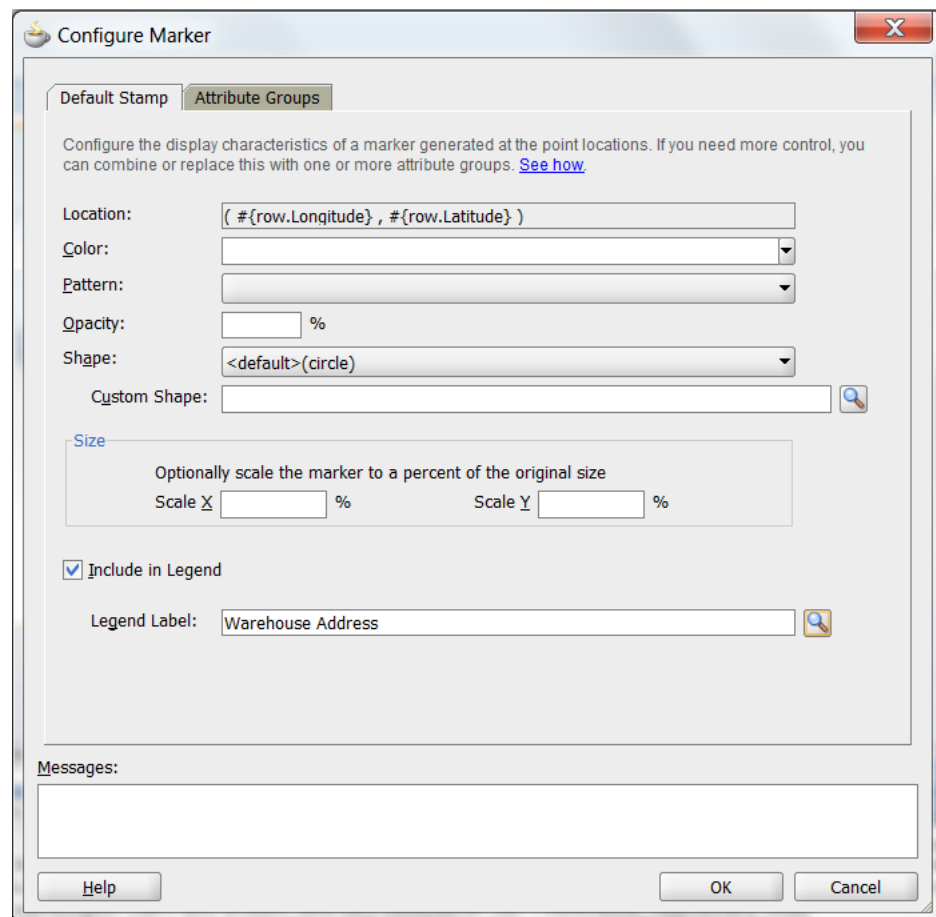 Configure Marker
X
Default Stamp
Attribute Groups
Configure the display characteristics of a marker generated at the point locations. If you need more control, you
can combine or replace this with one or more attribute groups. See how.
Location:
( #{row.Longitude} , #{row.Latitude} )
Color:
Pattern:
Opacity:
%
Shape:
<default>(circle)
Custom Shape:
Size
Optionally scale the marker to a percent of the original size
Scale X
%
Scale Y
%
Include in Legend
Legend Label:
Warehouse Address
Messages:
Help
OK
Cancel